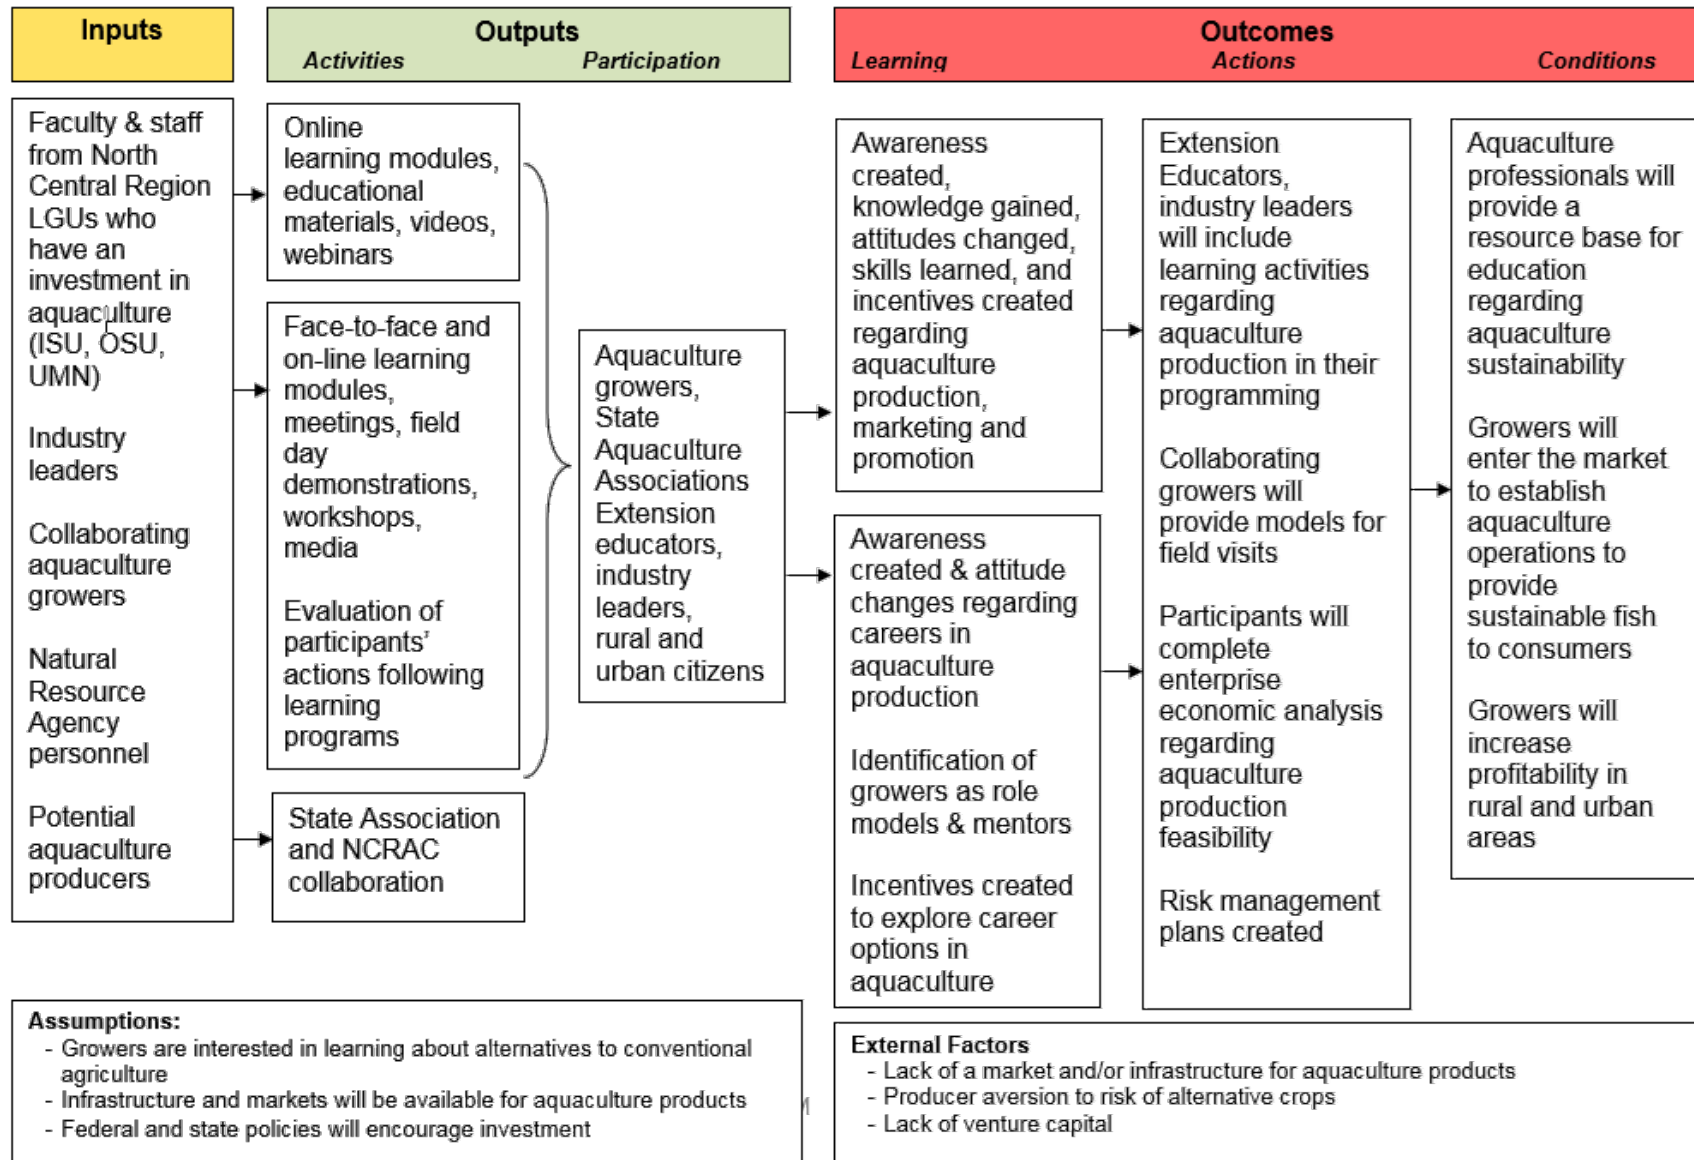 Inputs
Outputs
Activities
Participation
Outcomes
Learning
Actions
Conditions
Faculty & staff
from North
Central Region
LGUs who
have an
investment in
aquaculture
(ISU, OSU,
UMN)
Industry
leaders
Collaborating
aquaculture
growers
Natural
Resource
Agency
personnel
Potential
aquaculture
producers
Online
learning modules,
educational
materials, videos,
webinars
Face-to-face and
on-line learning
modules,
meetings, field
day
demonstrations,
workshops,
media
Evaluation of
participants'
actions following
learning
programs
State Association
and NCRAC
collaboration
Aquaculture
growers,
State
Aquaculture
Associations
Extension
educators,
industry
leaders,
rural and
urban citizens
Awareness
created,
knowledge gained,
attitudes changed,
skills learned, and
incentives created
regarding
aquaculture
production,
marketing and
promotion
Awareness
created & attitude
changes regarding
careers in
aquaculture
production
Identification of
growers as role
models & mentors
Incentives created
to explore career
options in
aquaculture
Extension
Educators,
industry leaders
will include
learning activities
regarding
aquaculture
production in their
programming
Collaborating
growers will
provide models for
field visits
Participants will
complete
enterprise
economic analysis
regarding
aquaculture
production
feasibility
Risk management
plans created
Aquaculture
professionals will
provide a
resource base for
education
regarding
aquaculture
sustainability
Growers will
enter the market
to establish
aquaculture
operations to
provide
sustainable fish
to consumers
Growers will
increase
profitability in
rural and urban
areas
Assumptions:
- Growers are interested in learning about alternatives to conventional
agriculture
- Infrastructure and markets will be available for aquaculture products
- Federal and state policies will encourage investment
External Factors
- Lack of a market and/or infrastructure for aquaculture products
- Producer aversion to risk of alternative crops
- Lack of venture capital